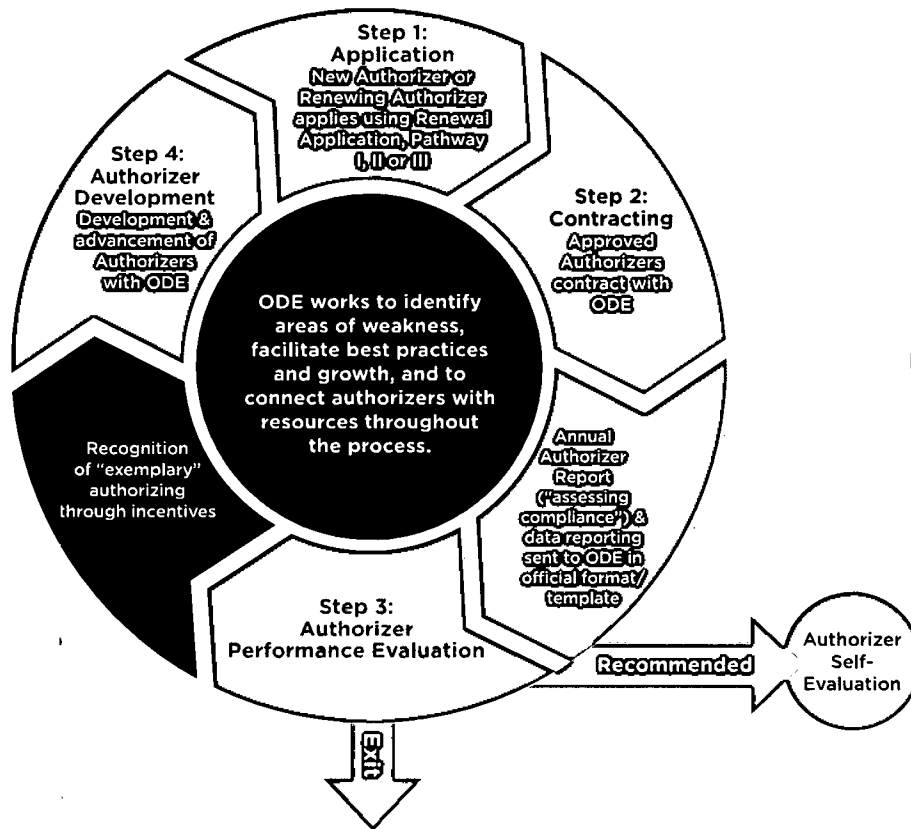 Step 1:
Application
New Authorizer or
Renewing Authorizer
applies using Renewal
Application, Pathway
I, II or III
Step 2:
Contracting
Approved
Authorizers
contract with
ODE
Annual
Authorizer
Report
("assessing
compliance") &
data reporting
sent to ODE in
official format/
template
Recommended
Authorizer
Self-
Evaluation
Step 3:
Authorizer
Performance Evaluation
Exit
Recognition
of "exemplary"
authorizing
through incentives
Step 4:
Authorizer
Development
Development &
advancement of
Authorizers
with ODE
ODE works to identify
areas of weakness,
facilitate best practices
and growth, and to
connect authorizers with
resources throughout
the process.